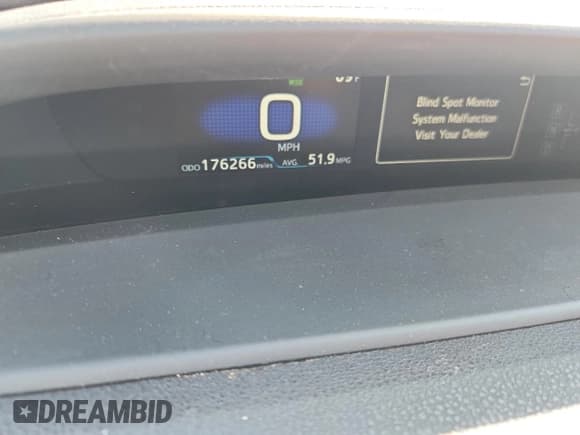 0
MPH
ODO 176266 miles AVG. 51.9 MPG
Blind Spot Monitor
System Malfunction
Visit Your Dealer
DREAMBID